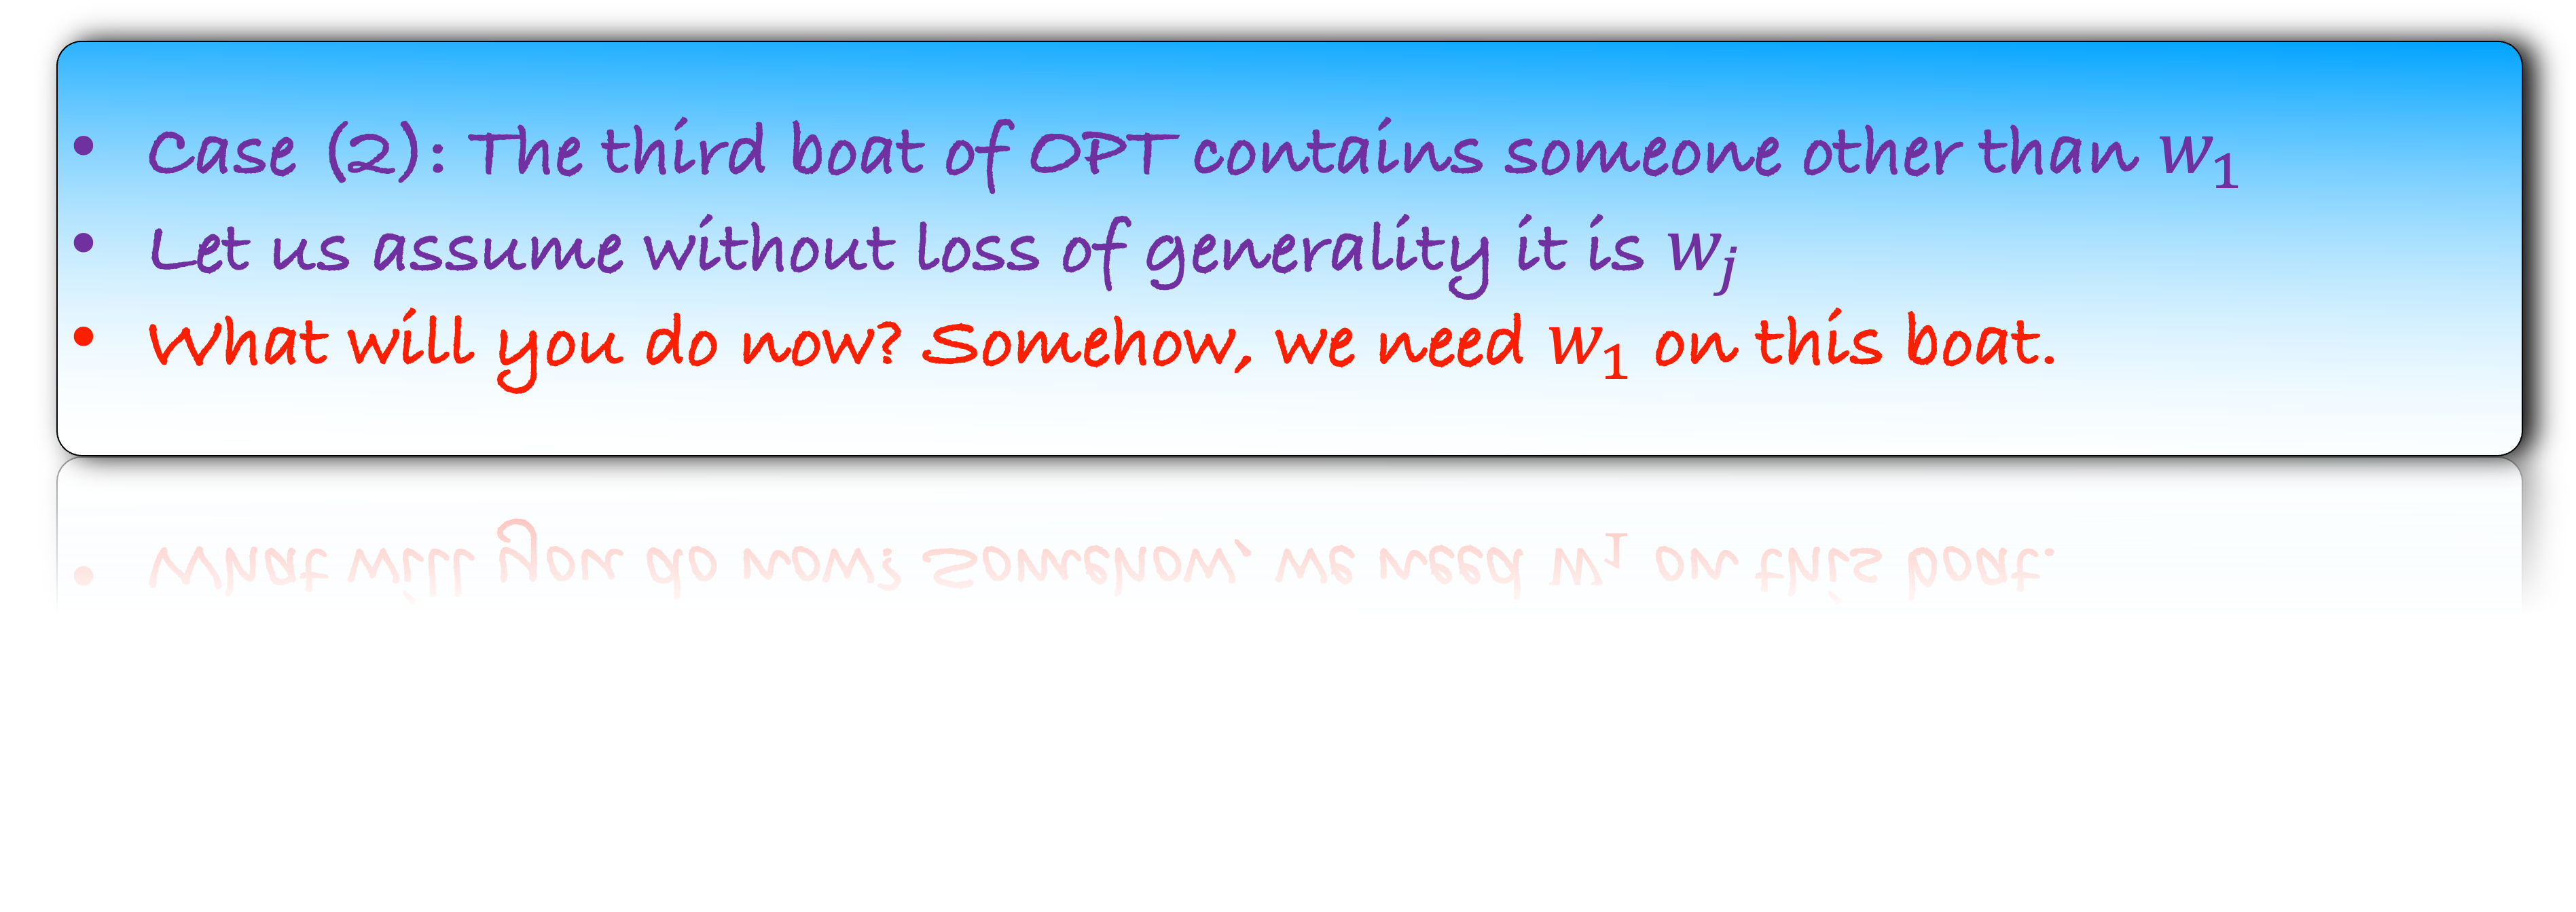 • Case (2): The third boat of OPT contains someone other than w₁
• Let us assume without loss of generality it is wⱼ
• What will you do now? Somehow, we need w₁ on this boat.